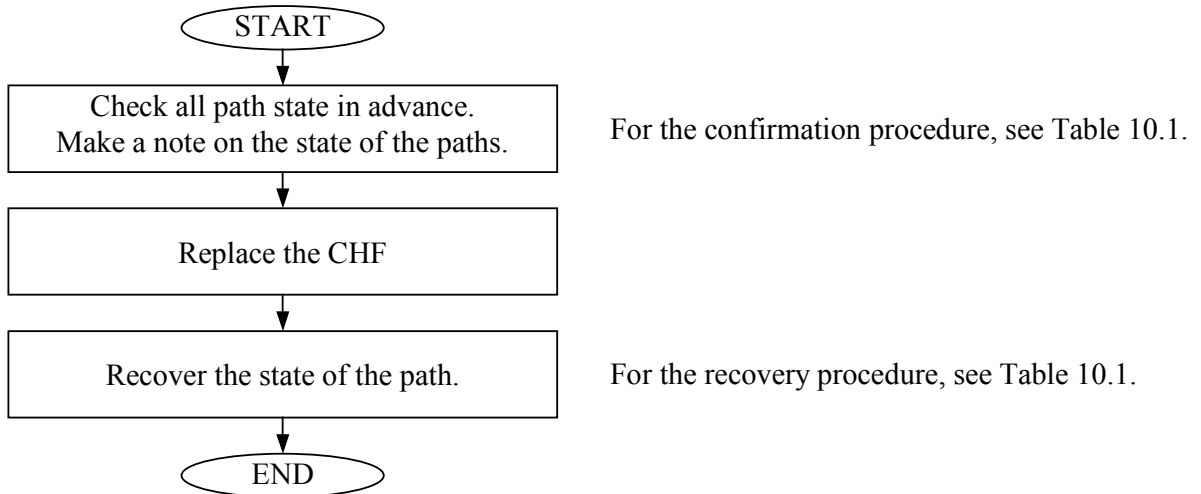 START
Check all path state in advance.
Make a note on the state of the paths.
For the confirmation procedure, see Table 10.1.
Replace the CHF
Recover the state of the path.
For the recovery procedure, see Table 10.1.
END